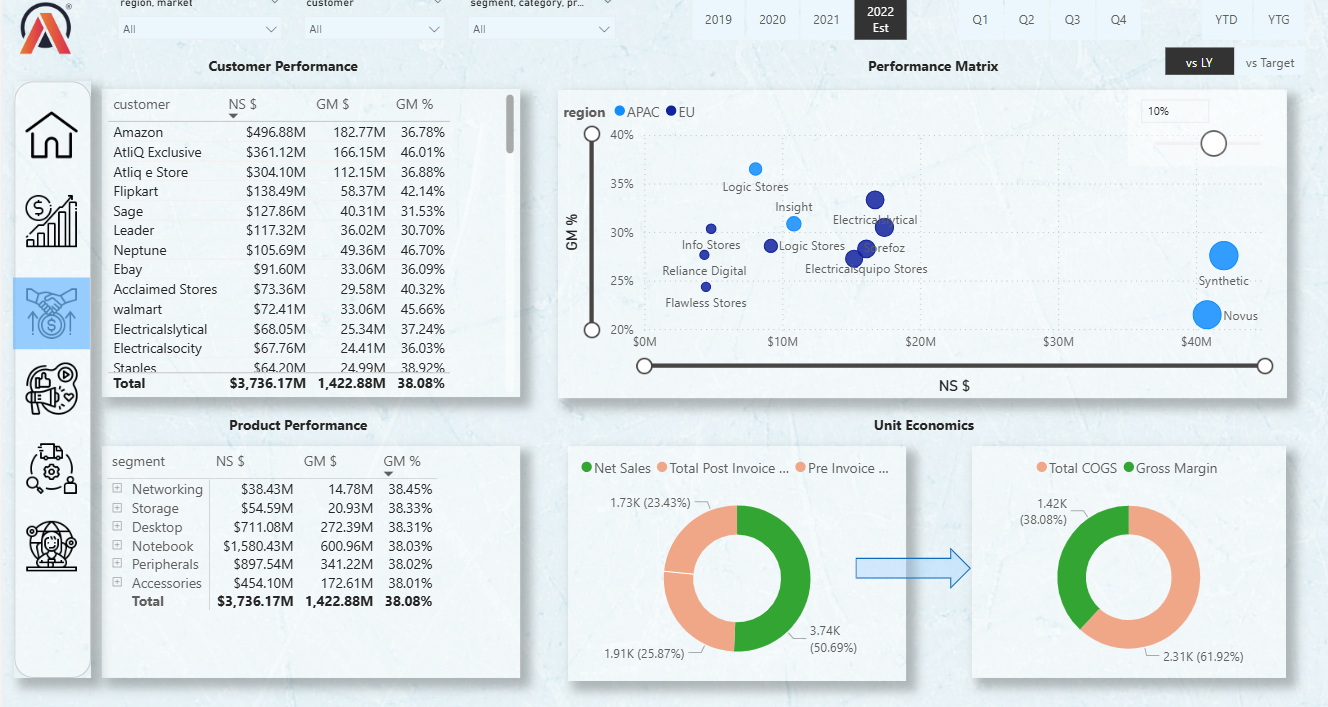 region, market customer segment, category, pr...
All All All
2019 2020 2021 2022 Est Q1 Q2 Q3 Q4 YTD YTG
vs LY vs Target
Customer Performance
customer NS $ GM $ GM %
Amazon $496.88M 182.77M 36.78%
AtliQ Exclusive $361.12M 166.15M 46.01%
Atliq e Store $304.10M 112.15M 36.88%
Flipkart $138.49M 58.37M 42.14%
Sage $127.86M 40.31M 31.53%
Leader $117.32M 36.02M 30.70%
Neptune $105.69M 49.36M 46.70%
Ebay $91.60M 33.06M 36.09%
Acclaimed Stores $73.36M 29.58M 40.32%
walmart $72.41M 33.06M 45.66%
Electricalslytical $68.05M 25.34M 37.24%
Electricalsocity $67.76M 24.41M 36.03%
Staples $64.20M 24.99M 38.92%
Total $3,736.17M 1,422.88M 38.08%
Performance Matrix
region APAC EU
10%
GM %
40%
35%
30%
25%
20%
Logic Stores
Insight
Info Stores
Logic Stores
Reliance Digital
Electricalsquipo Stores
Flawless Stores
Synthetic
Novus
$0M $10M $20M $30M $40M
NS $
Product Performance
segment NS $ GM $ GM %
Networking $38.43M 14.78M 38.45%
Storage $54.59M 20.93M 38.33%
Desktop $711.08M 272.39M 38.31%
Notebook $1,580.43M 600.96M 38.03%
Peripherals $897.54M 341.22M 38.02%
Accessories $454.10M 172.61M 38.01%
Total $3,736.17M 1,422.88M 38.08%
Unit Economics
Net Sales Total Post Invoice ... Pre Invoice ...
1.73K (23.43%)
1.91K (25.87%)
3.74K
(50.69%)
Total COGS Gross Margin
1.42K
(38.08%)
2.31K (61.92%)